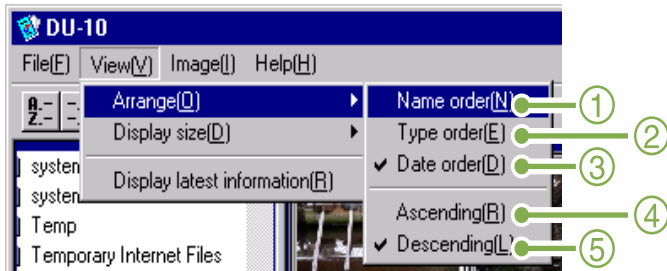 DU-10
File(F) View(V) Image(I) Help(H)
Arrange(O)
Display size(D)
Display latest information(R)
Name order(N) ①
Type order(E) ②
✔ Date order(D) ③
Ascending(R) ④
✔ Descending(L) ⑤
A.-
Z.-
system
system
Temp
Temporary Internet Files